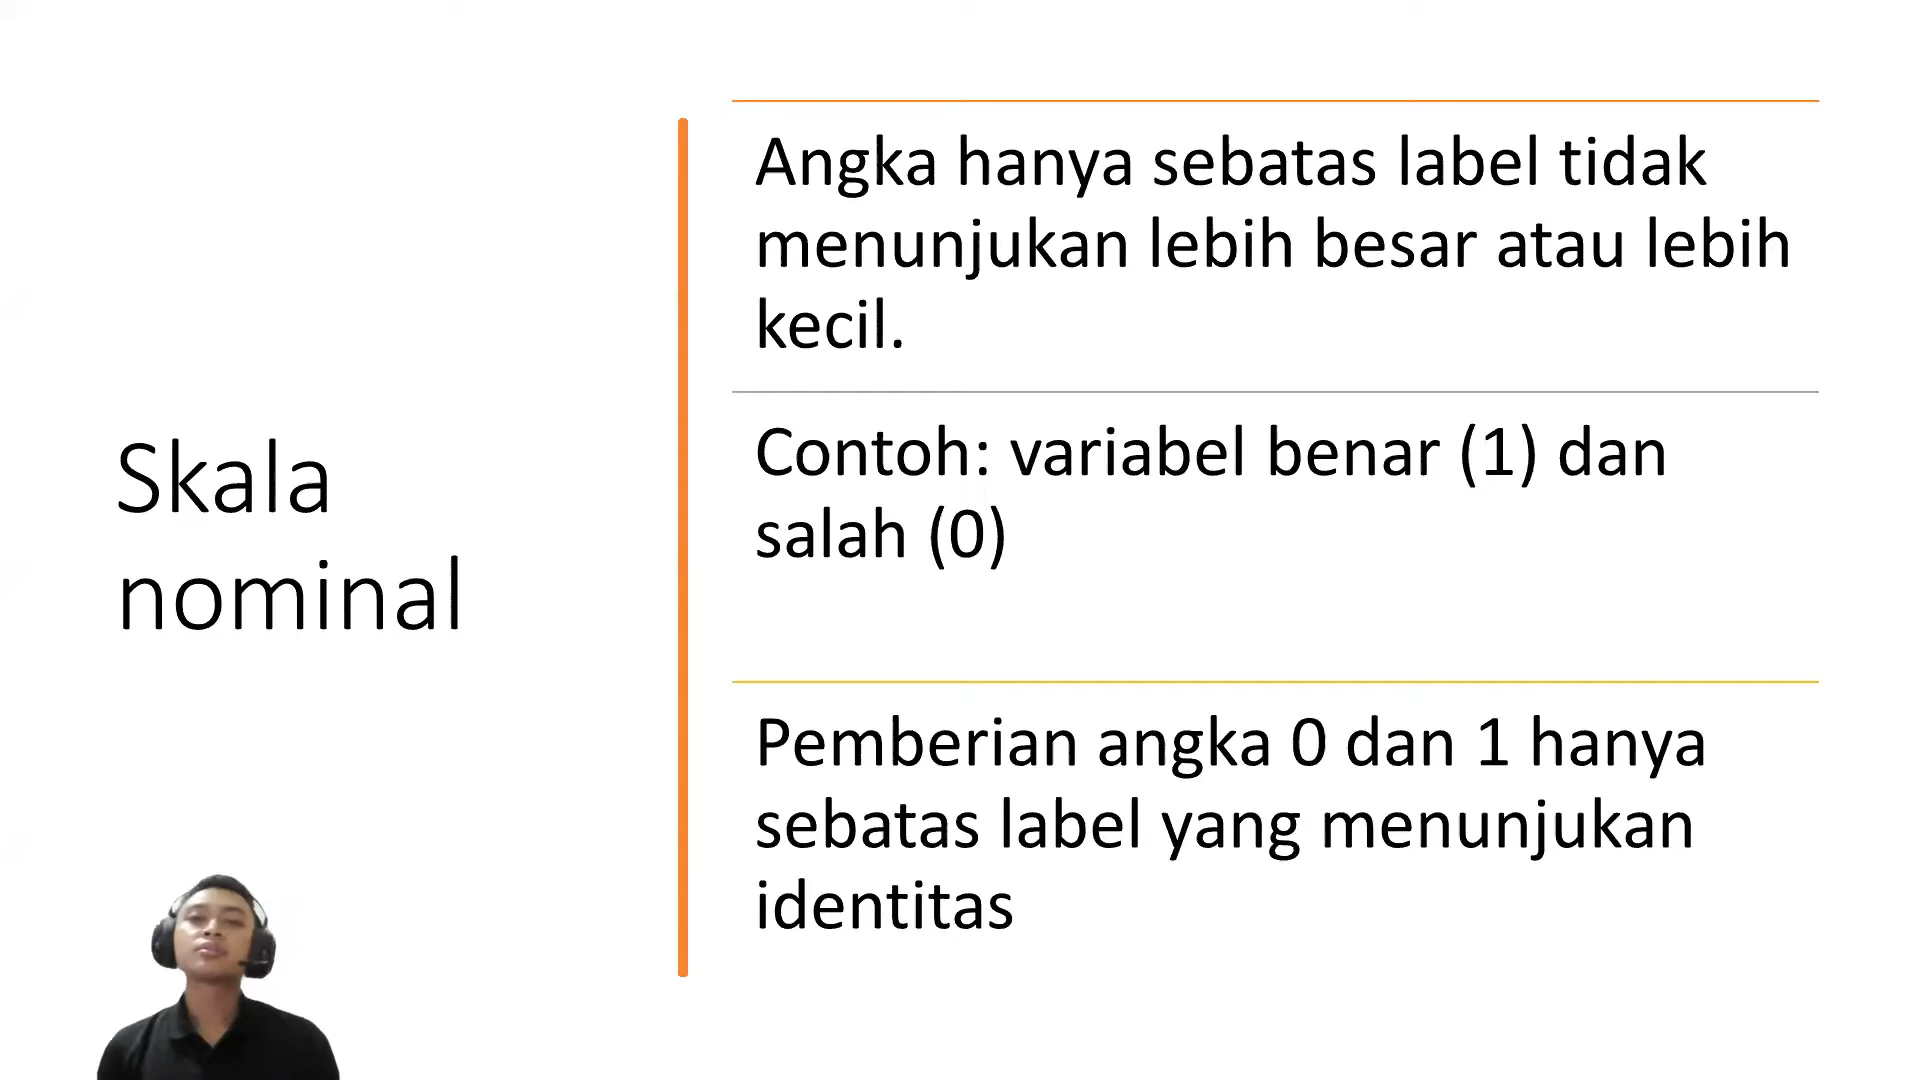 Skala
nominal
Angka hanya sebatas label tidak
menunjukan lebih besar atau lebih
kecil.
Contoh: variabel benar (1) dan
salah (0)
Pemberian angka 0 dan 1 hanya
sebatas label yang menunjukan
identitas